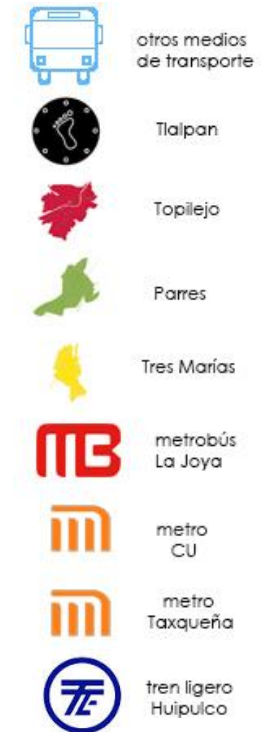 otros medios
de transporte
Tlalpan
Topilejo
Parres
Tres Marías
MB
metrobús
La Joya
metro
CU
metro
Taxqueña
tren ligero
Huipulco